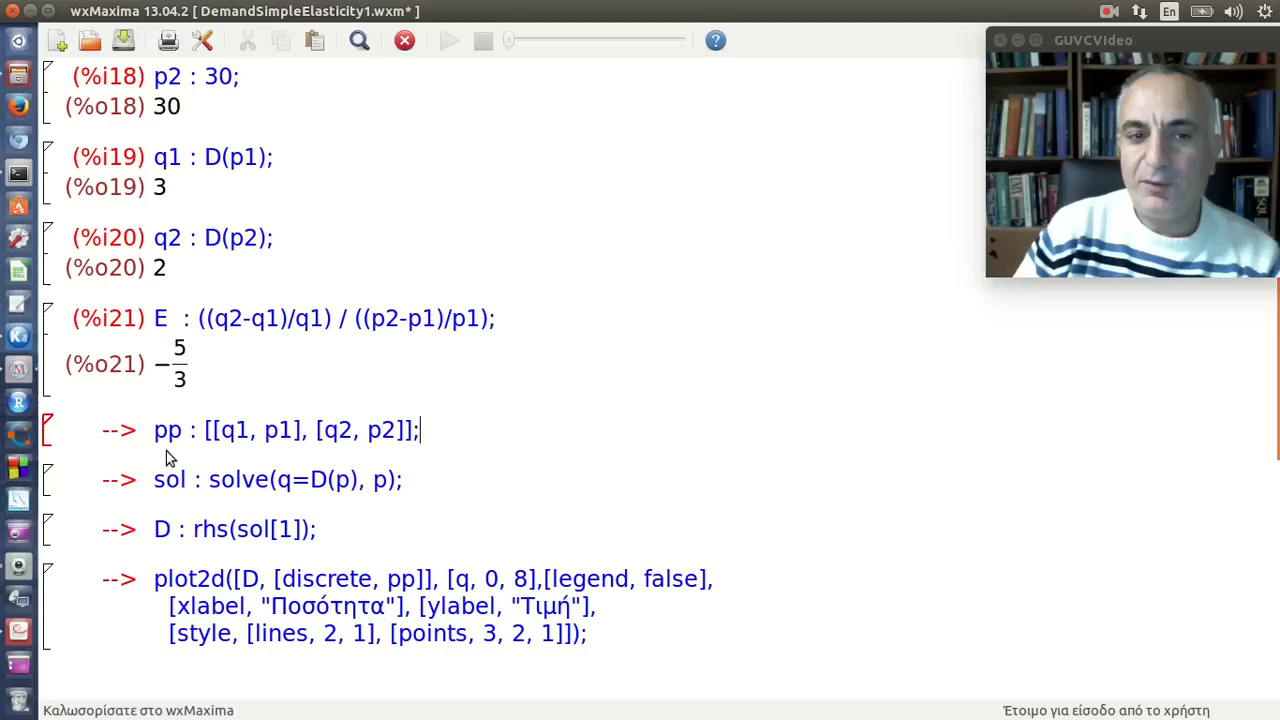 wxMaxima 13.04.2 [ DemandSimpleElasticity1.wxm* ]
En
GUVCVIdeo
(%i18) p2 : 30;
(%o18) 30
(%i19) q1 : D(p1);
(%o19) 3
(%i20) q2 : D(p2);
(%o20) 2
(%i21) E : ((q2-q1)/q1) / ((p2-p1)/p1);
(%o21) −5/3
--> pp : [[q1, p1], [q2, p2]];
--> sol : solve(q=D(p), p);
--> D : rhs(sol[1]);
--> plot2d([D, [discrete, pp]], [q, 0, 8],[legend, false],
[xlabel, "Ποσότητα"], [ylabel, "Τιμή"],
[style, [lines, 2, 1], [points, 3, 2, 1]]);
Καλωσορίσατε στο wxMaxima
Έτοιμο για είσοδο από το χρήστη